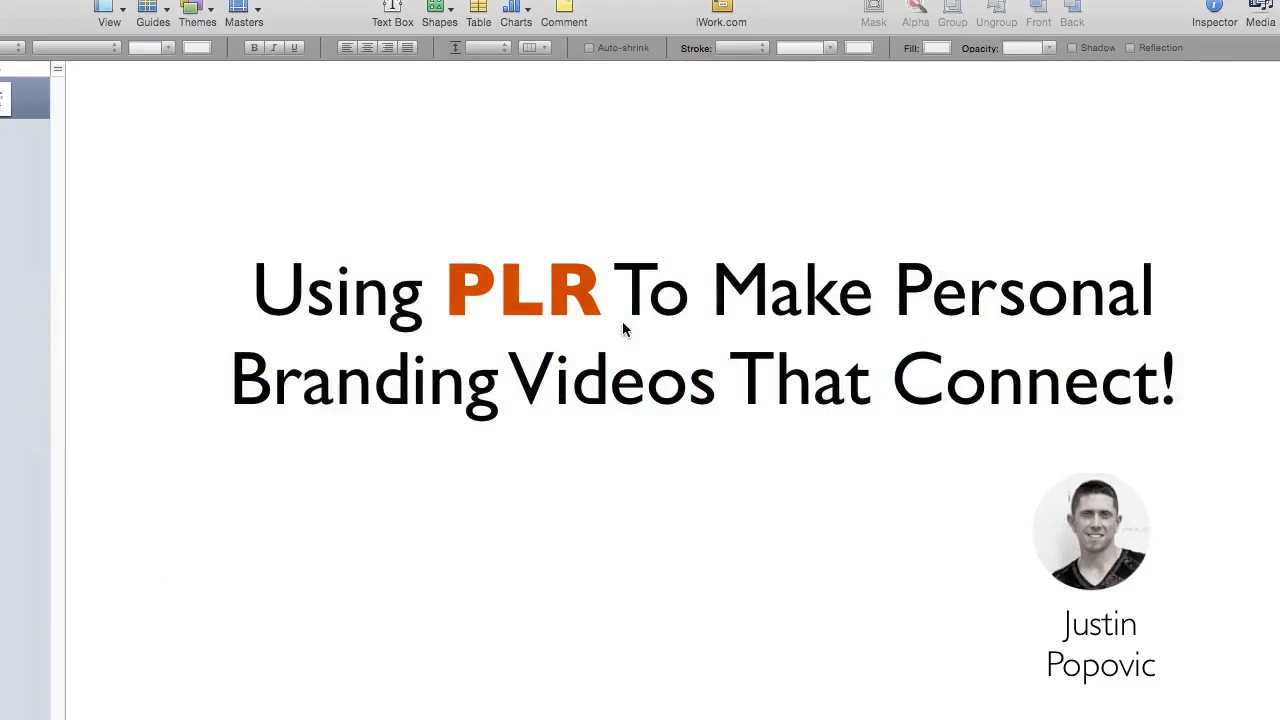 View Guides Themes Masters Text Box Shapes Table Charts Comment iWork.com Mask Alpha Group Ungroup Front Back Inspector Media
B I U Auto-shrink Stroke: Fill: Opacity: Shadow Reflection
Using PLR To Make Personal
Branding Videos That Connect!
Justin
Popovic